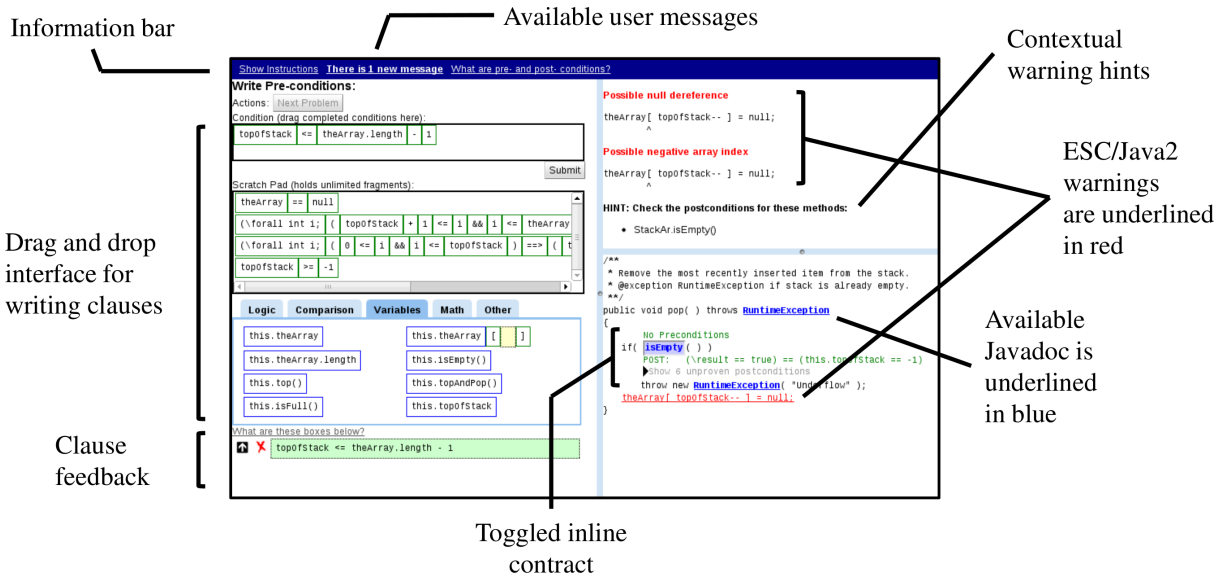 Information bar
Available user messages
Contextual
warning hints
ESC/Java2
warnings
are underlined
in red
Drag and drop
interface for
writing clauses
Available
Javadoc is
underlined
in blue
Clause
feedback
Toggled inline
contract
Show Instructions There is 1 new message What are pre- and post- conditions?
Write Pre-conditions:
Actions: Next Problem
Condition (drag completed conditions here):
topOfStack <= theArray.length - 1
Submit
Scratch Pad (holds unlimited fragments):
theArray == null
(\forall int i; ( topOfStack + 1 <= i && i <= theArray
(\forall int i; ( 0 <= i && i <= topOfStack ) ==> ( t
topOfStack >= -1
Logic Comparison Variables Math Other
this.theArray this.theArray [ ]
this.theArray.length this.isEmpty()
this.top() this.topAndPop()
this.isFull() this.topOfStack
What are these boxes below?
topOfStack <= theArray.length - 1
Possible null dereference
theArray[ topOfStack-- ] = null;
^
Possible negative array index
theArray[ topOfStack-- ] = null;
^
HINT: Check the postconditions for these methods:
• StackAr.isEmpty()
/**
* Remove the most recently inserted item from the stack.
* @exception RuntimeException if stack is already empty.
**/
public void pop( ) throws RuntimeException
{
No Preconditions
if( isEmpty( ) )
POST: (\result == true) == (this.topOfStack == -1)
Show 6 unproven postconditions
throw new RuntimeException( "Underflow" );
theArray[ topOfStack-- ] = null;
}